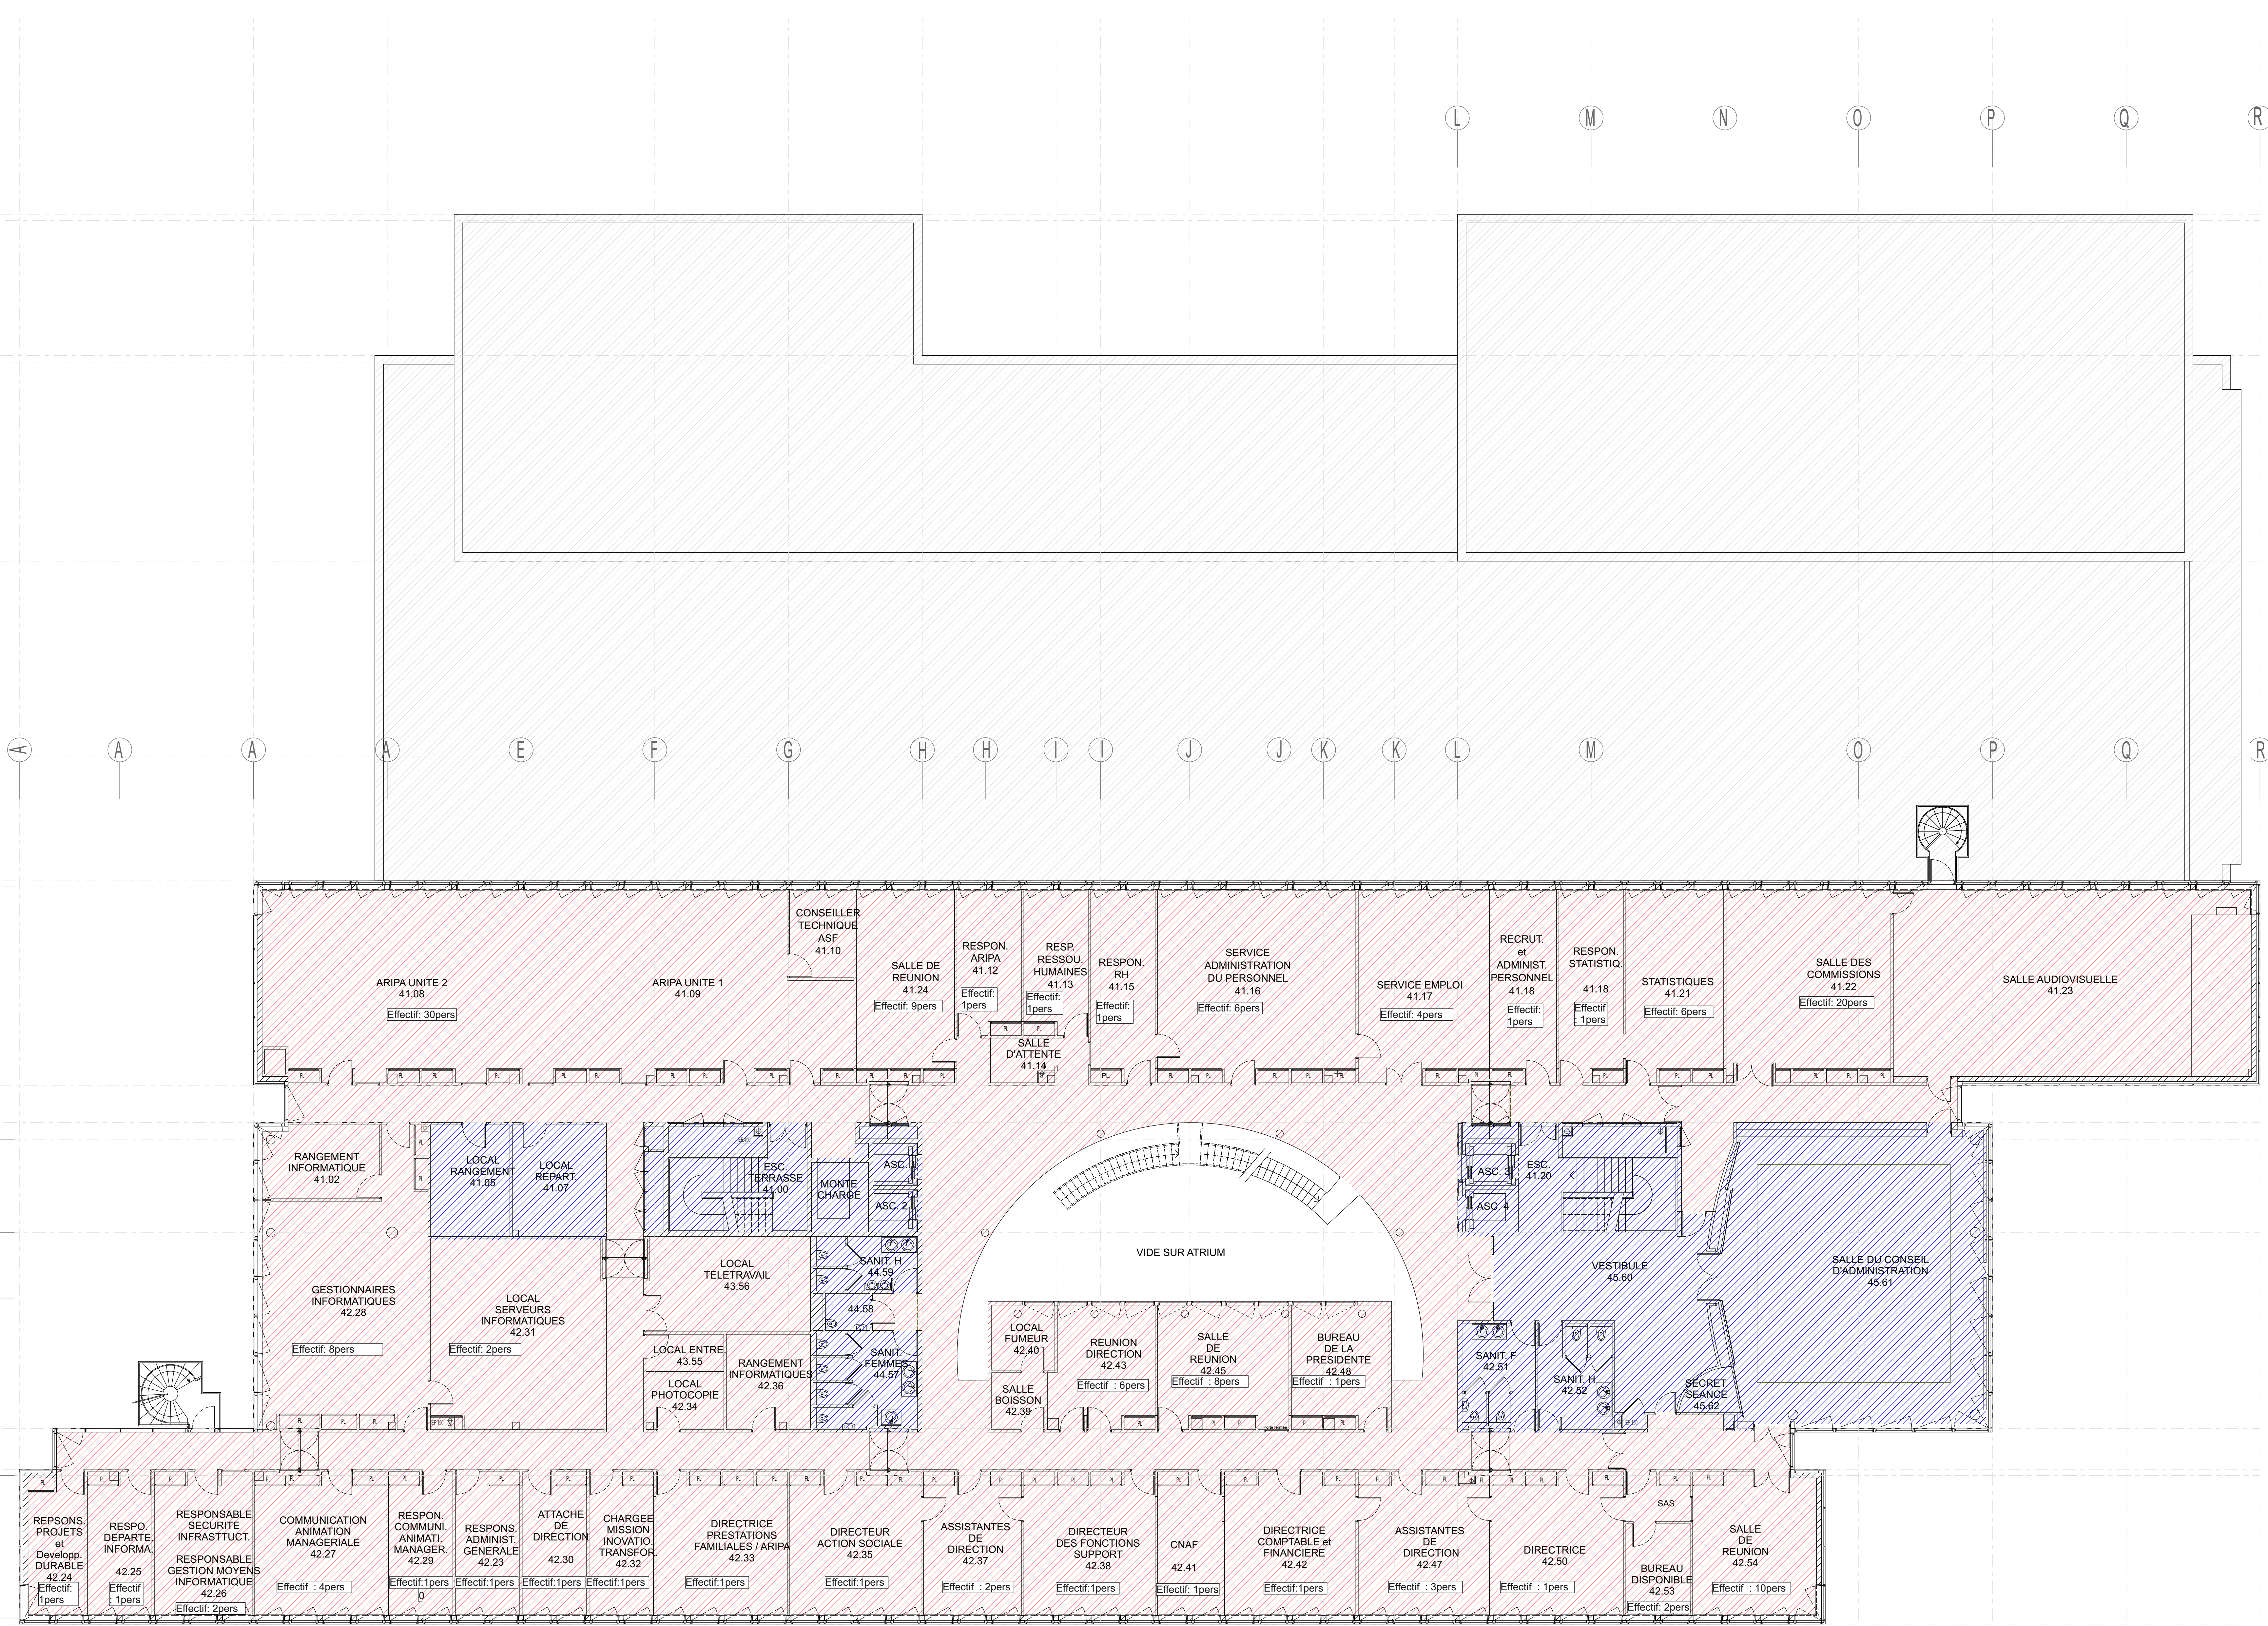 L M N O P Q R
A A A A E F G H H I I J J K K L M O P Q R
CONSEILLER
TECHNIQUE
ASF
41.10
ARIPA UNITE 2
41.08
Effectif: 30pers
ARIPA UNITE 1
41.09
SALLE DE
REUNION
41.24
Effectif: 9pers
RESPON.
ARIPA
41.12
Effectif:
1pers
RESP.
RESSOU.
HUMAINES
41.13
Effectif:
1pers
SALLE
D'ATTENTE
41.14
RESPON.
RH
41.15
Effectif:
1pers
SERVICE
ADMINISTRATION
DU PERSONNEL
41.16
Effectif: 6pers
SERVICE EMPLOI
41.17
Effectif: 4pers
RECRUT.
et
ADMINIST.
PERSONNEL
41.18
Effectif:
1pers
RESPON.
STATISTIQ.
41.18
Effectif
: 1pers
STATISTIQUES
41.21
Effectif: 6pers
SALLE DES
COMMISSIONS
41.22
Effectif: 20pers
SALLE AUDIOVISUELLE
41.23
RANGEMENT
INFORMATIQUE
41.02
LOCAL
RANGEMENT
41.05
LOCAL
REPART.
41.07
ESC.
TERRASSE
41.00
MONTE
CHARGE
ASC. 1
ASC. 2
ASC. 3
ASC. 4
ESC.
41.20
VIDE SUR ATRIUM
VESTIBULE
45.60
SALLE DU CONSEIL
D'ADMINISTRATION
45.61
GESTIONNAIRES
INFORMATIQUES
42.28
Effectif: 8pers
LOCAL
SERVEURS
INFORMATIQUES
42.31
Effectif: 2pers
LOCAL
TELETRAVAIL
43.56
SANIT. H
44.59
44.58
SANIT.
FEMMES
44.57
LOCAL ENTRE.
43.55
LOCAL
PHOTOCOPIE
42.34
RANGEMENT
INFORMATIQUES
42.36
LOCAL
FUMEUR
42.40
SALLE
BOISSON
42.39
REUNION
DIRECTION
42.43
Effectif : 6pers
SALLE
DE
REUNION
42.45
Effectif : 8pers
BUREAU
DE LA
PRESIDENTE
42.48
Effectif : 1pers
SANIT. F
42.51
SANIT. H
42.52
SECRET.
SEANCE
45.62
EP 150
EP 150
REPSONS.
PROJETS
et
Developp.
DURABLE
42.24
Effectif:
1pers
RESPO.
DEPARTE.
INFORMA.
42.25
Effectif
: 1pers
RESPONSABLE
SECURITE
INFRASTTUCT.
RESPONSABLE
GESTION MOYENS
INFORMATIQUE
42.26
Effectif: 2pers
COMMUNICATION
ANIMATION
MANAGERIALE
42.27
Effectif : 4pers
RESPON.
COMMUNI.
ANIMATI.
MANAGER.
42.29
Effectif:1pers
0
RESPONS.
ADMINIST.
GENERALE
42.23
Effectif:1pers
ATTACHE
DE
DIRECTION
42.30
Effectif:1pers
CHARGEE
MISSION
INOVATIO.
TRANSFOR.
42.32
Effectif:1pers
DIRECTRICE
PRESTATIONS
FAMILIALES / ARIPA
42.33
Effectif:1pers
DIRECTEUR
ACTION SOCIALE
42.35
Effectif:1pers
ASSISTANTES
DE
DIRECTION
42.37
Effectif : 2pers
DIRECTEUR
DES FONCTIONS
SUPPORT
42.38
Effectif:1pers
CNAF
42.41
Effectif: 1pers
DIRECTRICE
COMPTABLE et
FINANCIERE
42.42
Effectif:1pers
ASSISTANTES
DE
DIRECTION
42.47
Effectif : 3pers
DIRECTRICE
42.50
Effectif : 1pers
SAS
BUREAU
DISPONIBLE
42.53
Effectif: 2pers
SALLE
DE
REUNION
42.54
Effectif : 10pers